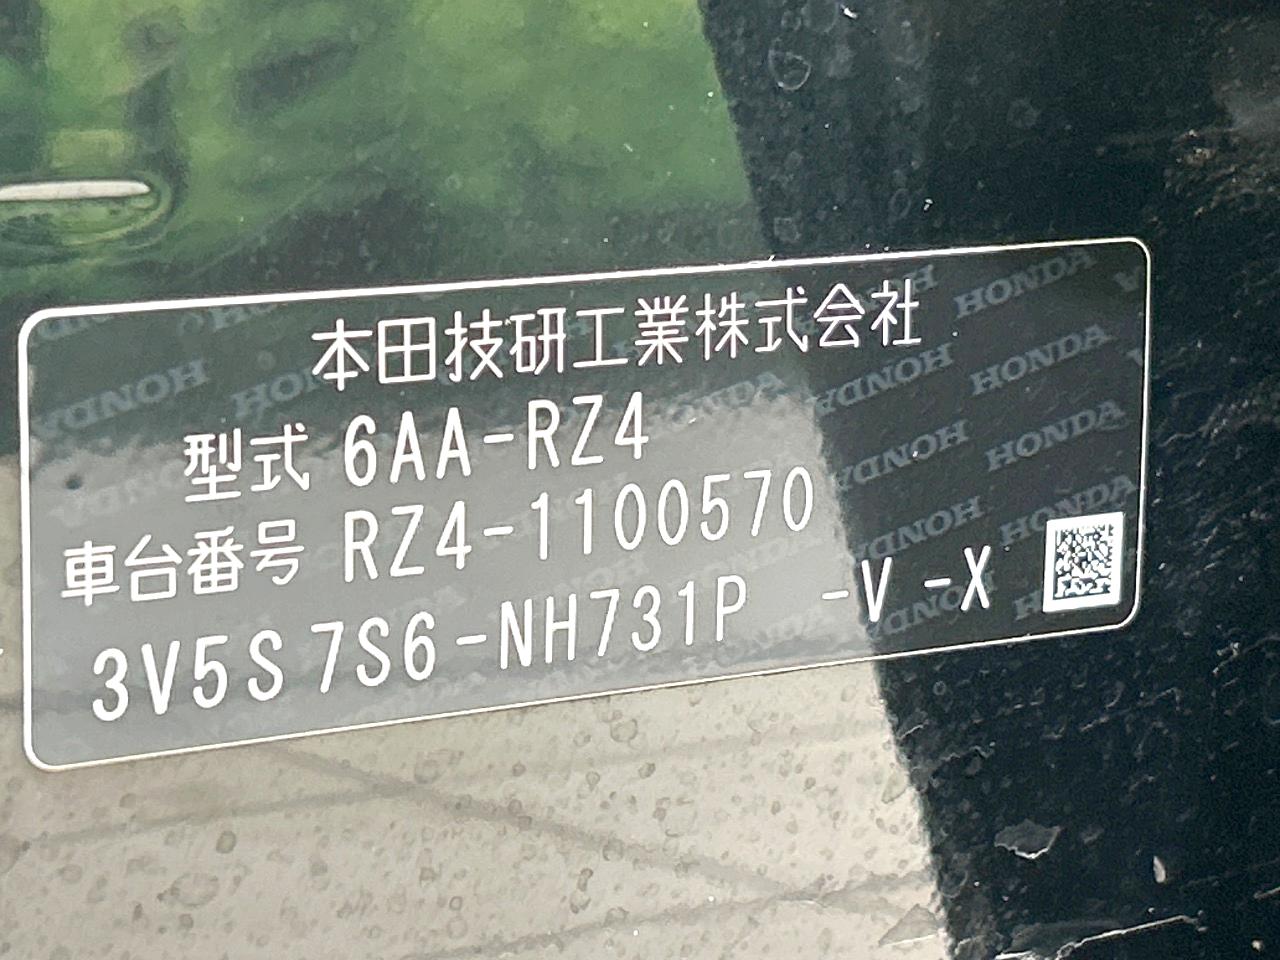 本田技研工業株式会社
型式 6AA-RZ4
車台番号 RZ4-1100570
3V5S 7S6-NH731P -V -X